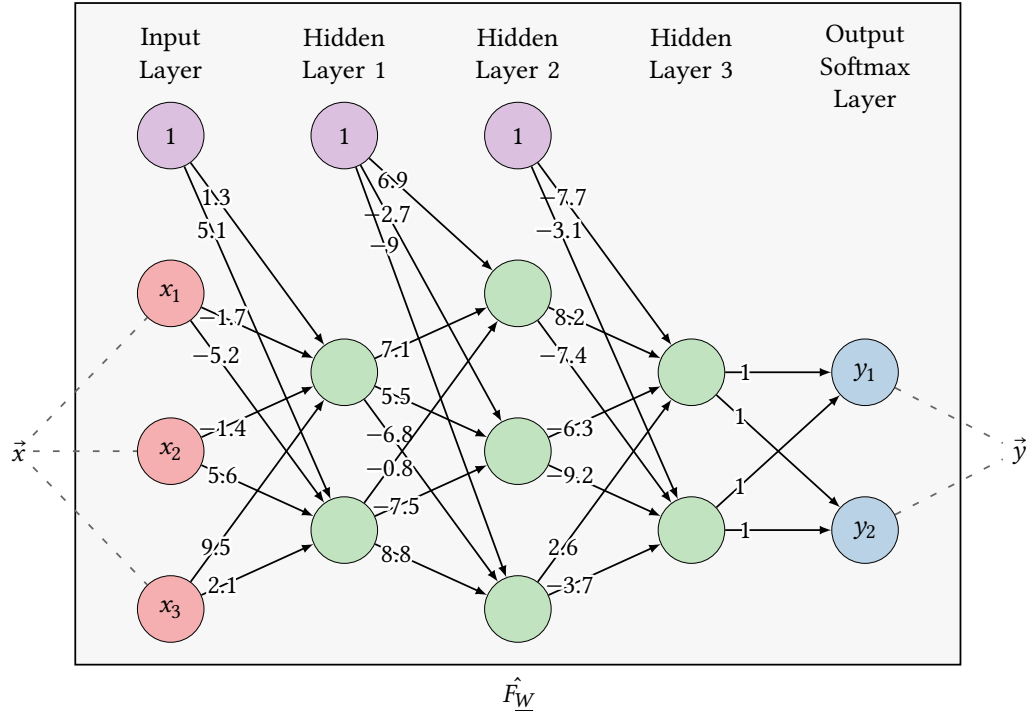 Input
Layer
Hidden
Layer 1
Hidden
Layer 2
Hidden
Layer 3
Output
Softmax
Layer
1
1
1
6.9
1.3
−7.7
−2.7
5.1
−3.1
−9
x₁
−1.7
8.2
−5.2
7.1
−7.4
1
y₁
5.5
1
−1.4
−6.8
−6.3
x⃗
x₂
y⃗
−0.8
5.6
−9.2
1
−7.5
1
y₂
9.5
8.8
2.6
2.1
−3.7
x₃
F̂_W̲